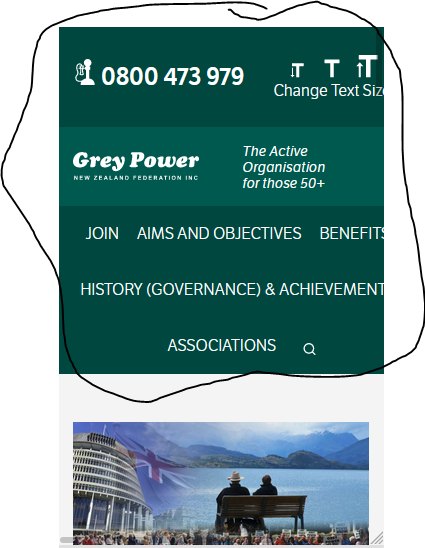 0800 473 979
Change Text Size
Grey Power
NEW ZEALAND FEDERATION INC
The Active
Organisation
for those 50+
JOIN AIMS AND OBJECTIVES BENEFITS
HISTORY (GOVERNANCE) & ACHIEVEMENT
ASSOCIATIONS